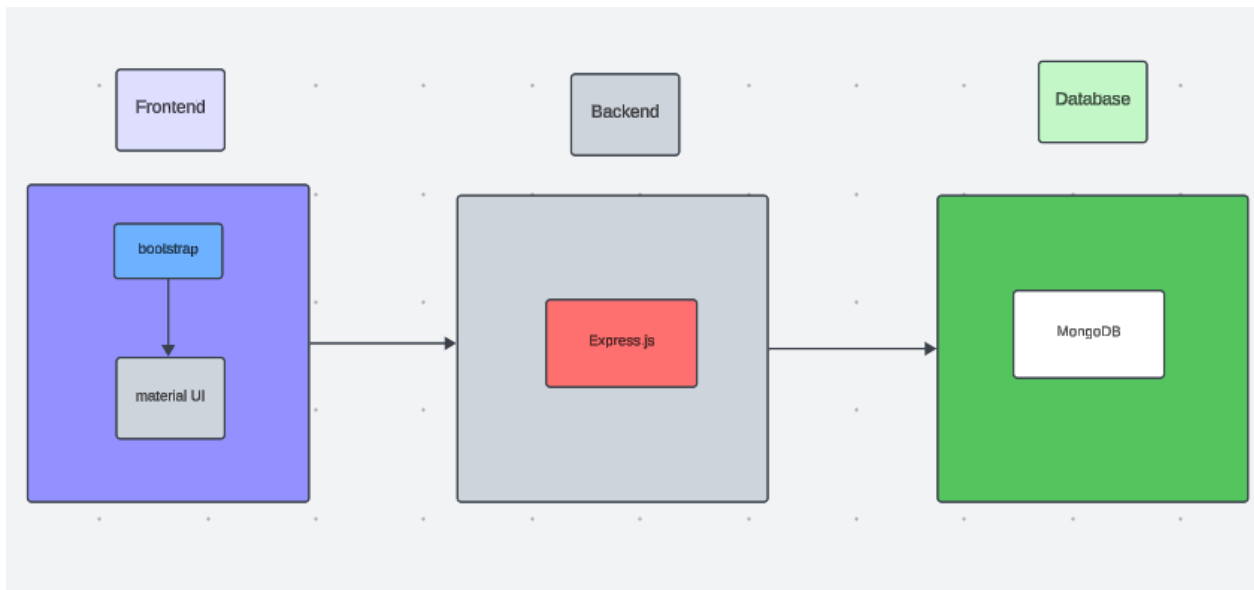 Frontend
Backend
Database
bootstrap
material UI
Express.js
MongoDB